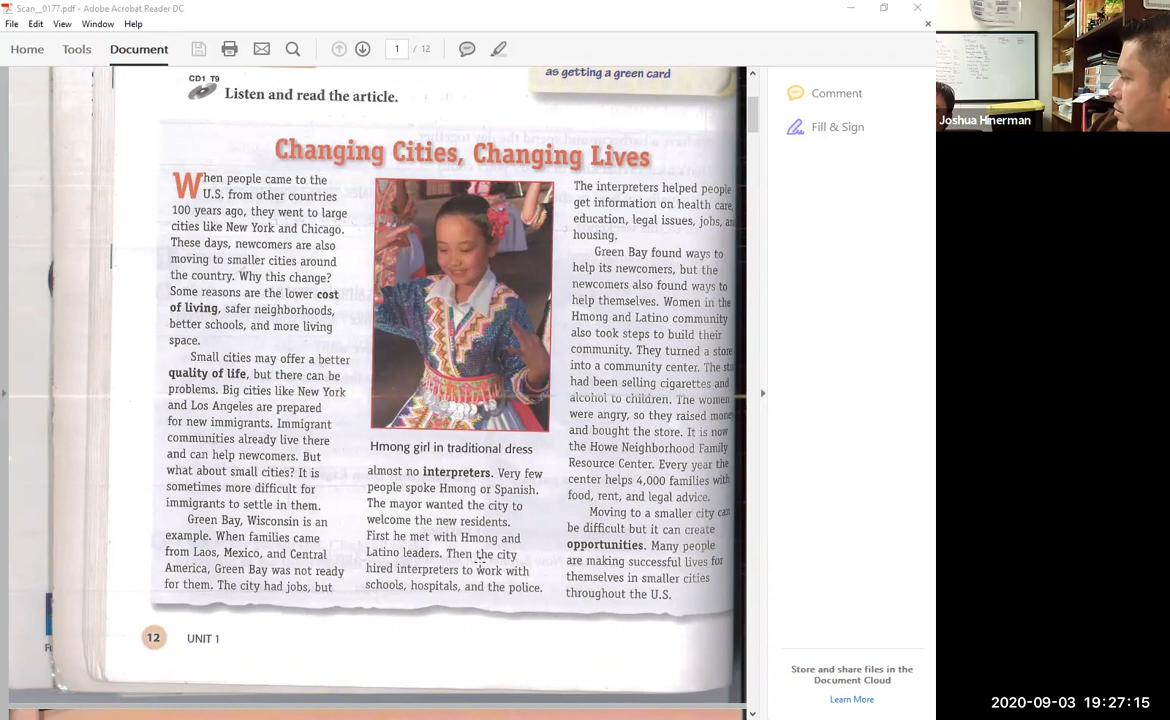 Scan__0177.pdf - Adobe Acrobat Reader DC
File Edit View Window Help
Home Tools Document 1 / 12
as getting a green card
CD1 T9
Listen and read the article.
Changing Cities, Changing Lives
When people came to the
U.S. from other countries
100 years ago, they went to large
cities like New York and Chicago.
These days, newcomers are also
moving to smaller cities around
the country. Why this change?
Some reasons are the lower cost
of living, safer neighborhoods,
better schools, and more living
space.
Small cities may offer a better
quality of life, but there can be
problems. Big cities like New York
and Los Angeles are prepared
for new immigrants. Immigrant
communities already live there
and can help newcomers. But
what about small cities? It is
sometimes more difficult for
immigrants to settle in them.
Green Bay, Wisconsin is an
example. When families came
from Laos, Mexico, and Central
America, Green Bay was not ready
for them. The city had jobs, but
Hmong girl in traditional dress
almost no interpreters. Very few
people spoke Hmong or Spanish.
The mayor wanted the city to
welcome the new residents.
First he met with Hmong and
Latino leaders. Then the city
hired interpreters to work with
schools, hospitals, and the police.
The interpreters helped people
get information on health care,
education, legal issues, jobs,
housing.
Green Bay found ways to
help its newcomers, but the
newcomers also found ways to
help themselves. Women in the
Hmong and Latino community
also took steps to build their
community. They turned a store
into a community center. The
had been selling cigarettes and
alcohol to children. The women
were angry, so they raised money
and bought the store. It is now
the Howe Neighborhood Family
Resource Center. Every year the
center helps 4,000 families with
food, rent, and legal advice.
Moving to a smaller city can
be difficult but it can create
opportunities. Many people
are making successful lives for
themselves in smaller cities
throughout the U.S.
12 UNIT 1
Comment
Fill & Sign
Store and share files in the
Document Cloud
Learn More
Joshua Hinerman
2020-09-03 19:27:15